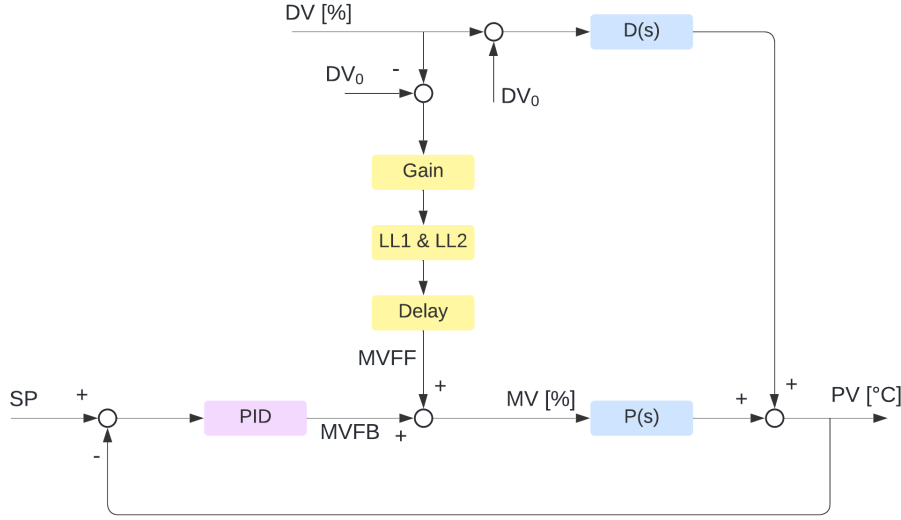 DV [%]
D(s)
-
DV₀
DV₀
Gain
LL1 & LL2
Delay
MVFF
+
+
SP
+
MV [%]
+
PV [°C]
PID
P(s)
MVFB
+
-